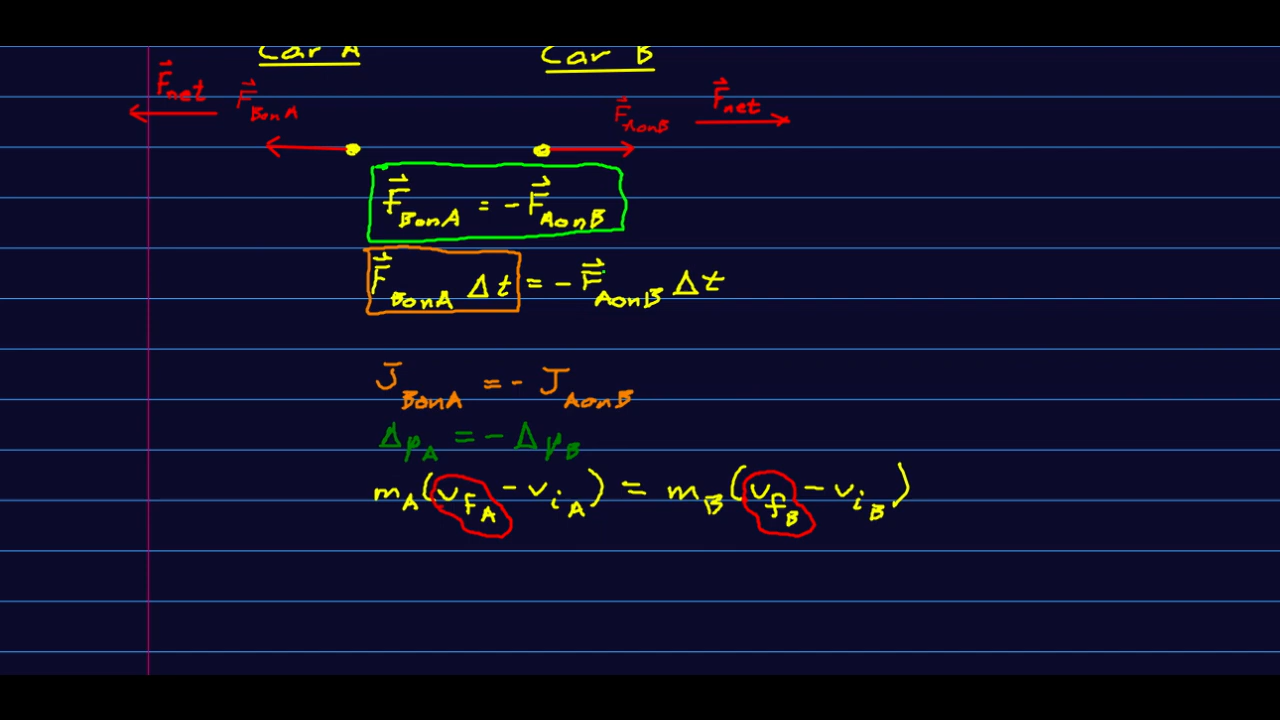 Car A Car B
F⃗net F⃗BonA F⃗AonB F⃗net
F⃗BonA = - F⃗AonB
F⃗BonA Δt = - F⃗AonB Δt
J⃗BonA = - JAonB
ΔpA = - ΔpB
mA(vfA - viA) = mB(vfB - viB)